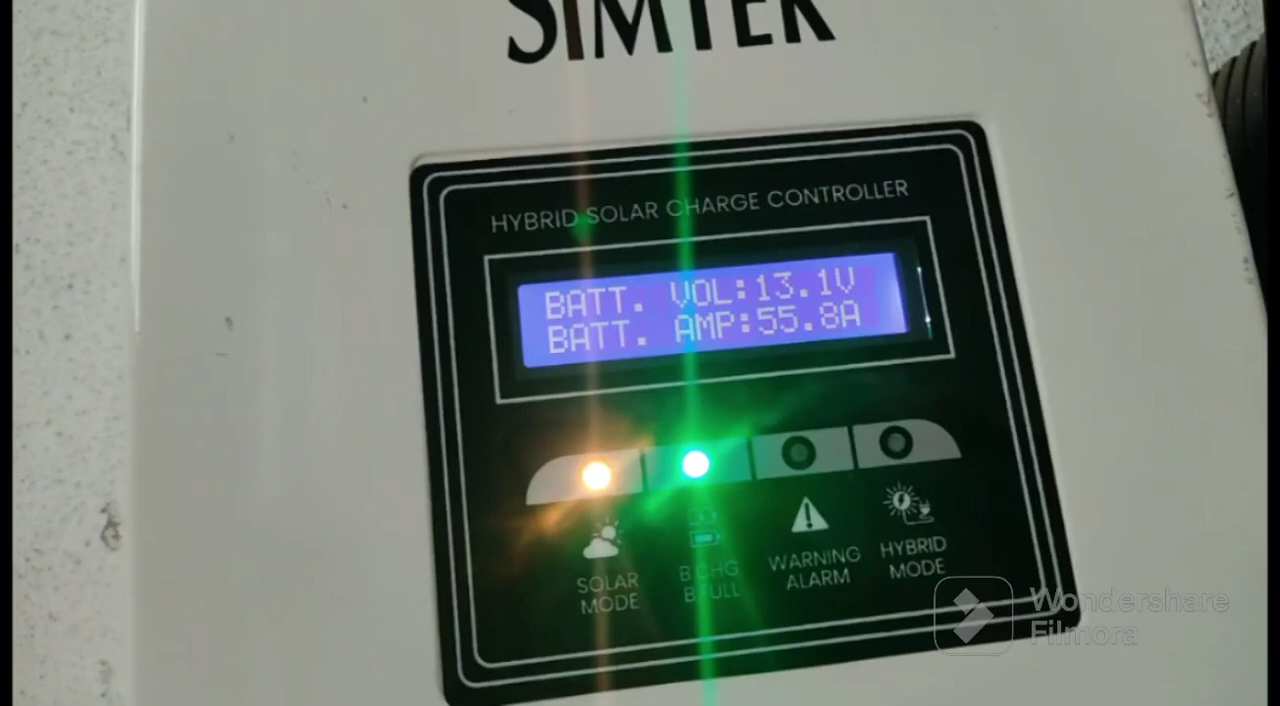 SIMTEK
HYBRID SOLAR CHARGE CONTROLLER
BATT. VOL:13.1V
BATT. AMP:55.8A
SOLAR
MODE
B CHG
B FULL
WARNING
ALARM
HYBRID
MODE
Wondershare
Filmora